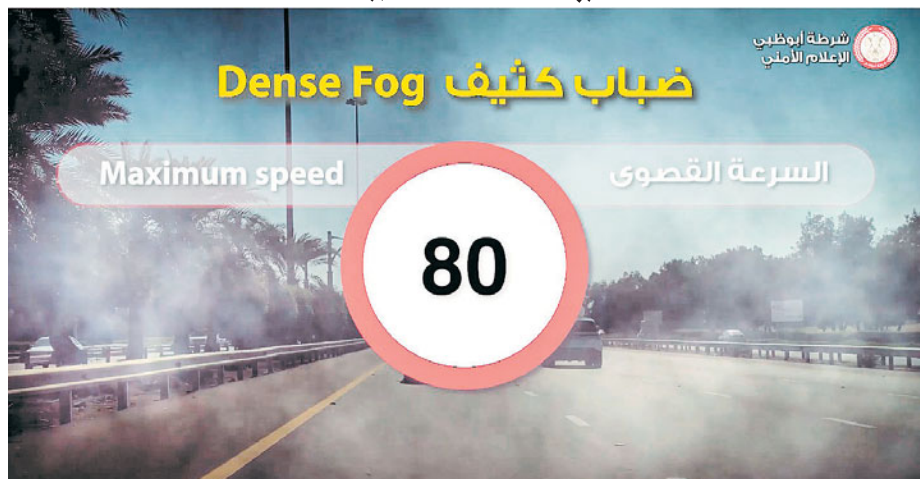 شرطة أبوظبي
الإعلام الأمني
ضباب كثيف Dense Fog
Maximum speed السرعة القصوى
80